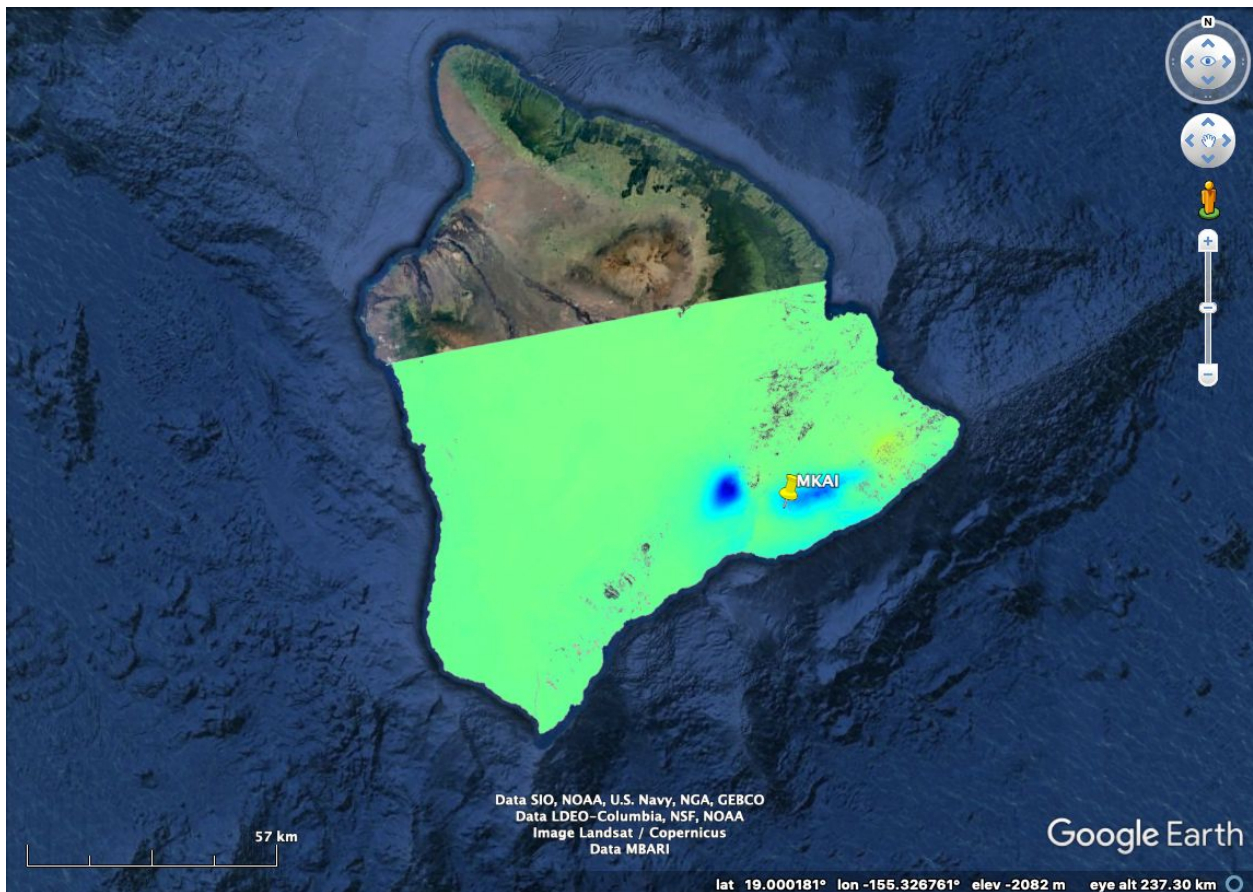 N
MKAI
Data SIO, NOAA, U.S. Navy, NGA, GEBCO
Data LDEO-Columbia, NSF, NOAA
Image Landsat / Copernicus
Data MBARI
57 km
Google Earth
lat 19.000181° lon -155.326761° elev -2082 m eye alt 237.30 km